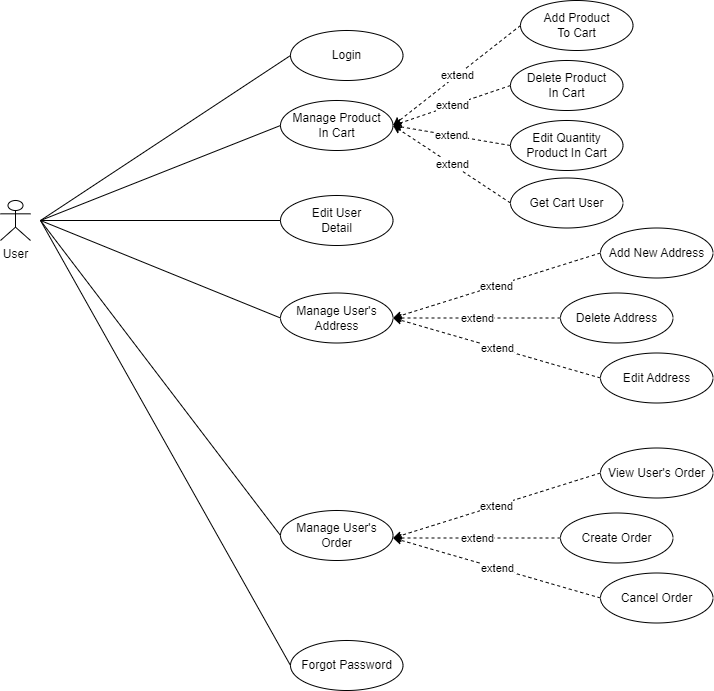 Add Product
To Cart
Login
extend
Delete Product
In Cart
extend
Manage Product
In Cart
extend
Edit Quantity
Product In Cart
extend
Get Cart User
Edit User
Detail
User
Add New Address
extend
Manage User's
Address
extend
Delete Address
extend
Edit Address
View User's Order
extend
Manage User's
Order
extend
Create Order
extend
Cancel Order
Forgot Password